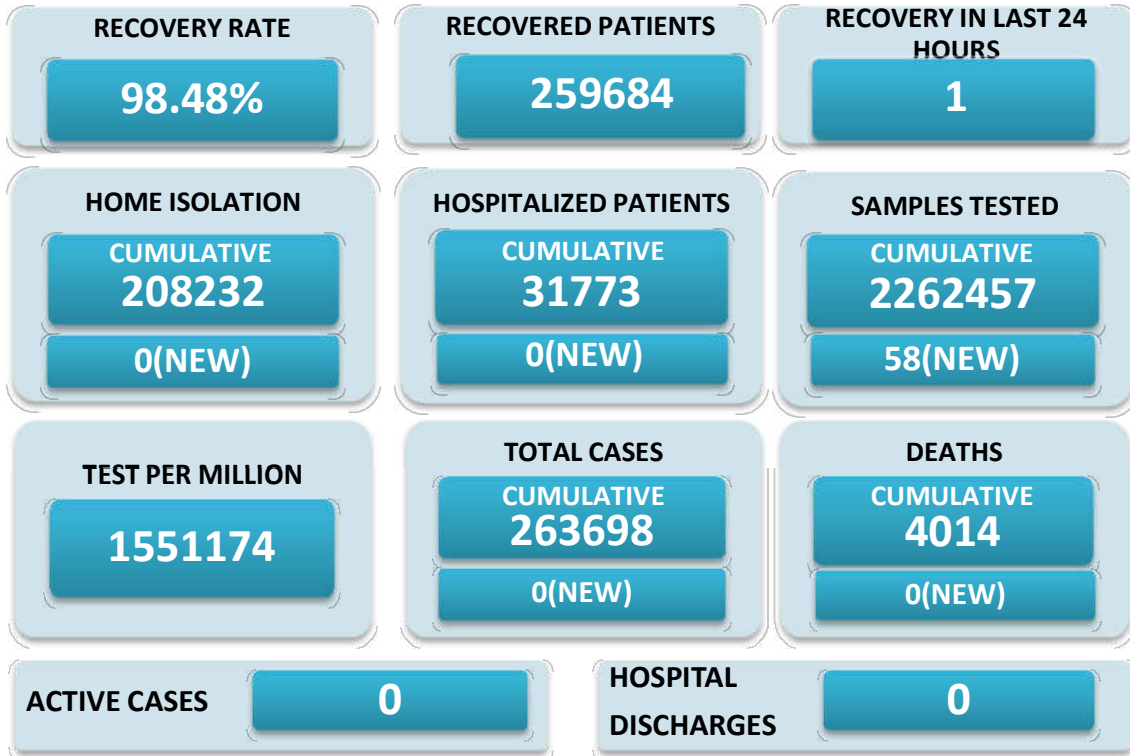 RECOVERY RATE
98.48%
RECOVERED PATIENTS
259684
RECOVERY IN LAST 24
HOURS
1
HOME ISOLATION
CUMULATIVE
208232
0(NEW)
HOSPITALIZED PATIENTS
CUMULATIVE
31773
0(NEW)
SAMPLES TESTED
CUMULATIVE
2262457
58(NEW)
TEST PER MILLION
1551174
TOTAL CASES
CUMULATIVE
263698
0(NEW)
DEATHS
CUMULATIVE
4014
0(NEW)
ACTIVE CASES
0
HOSPITAL
DISCHARGES
0